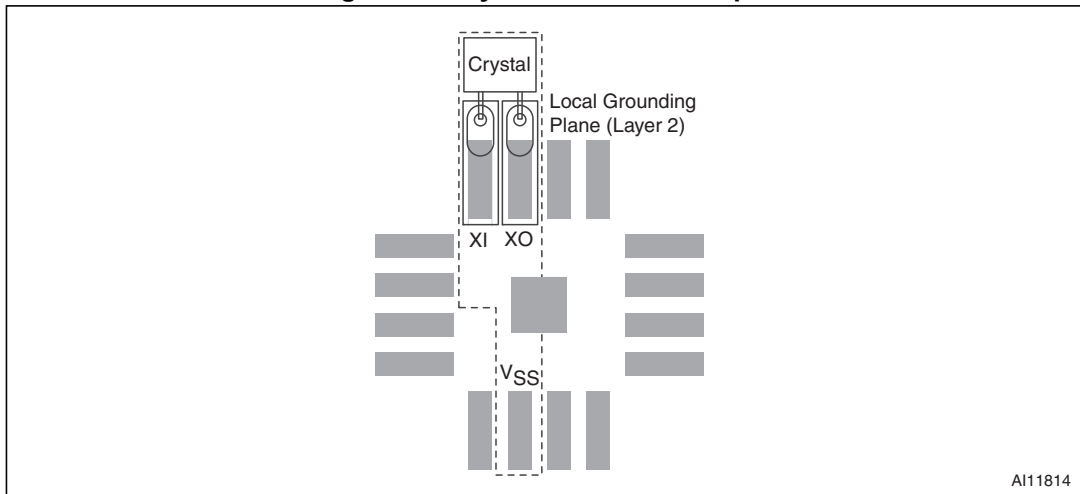 Crystal
Local Grounding
Plane (Layer 2)
XI XO
VSS
AI11814